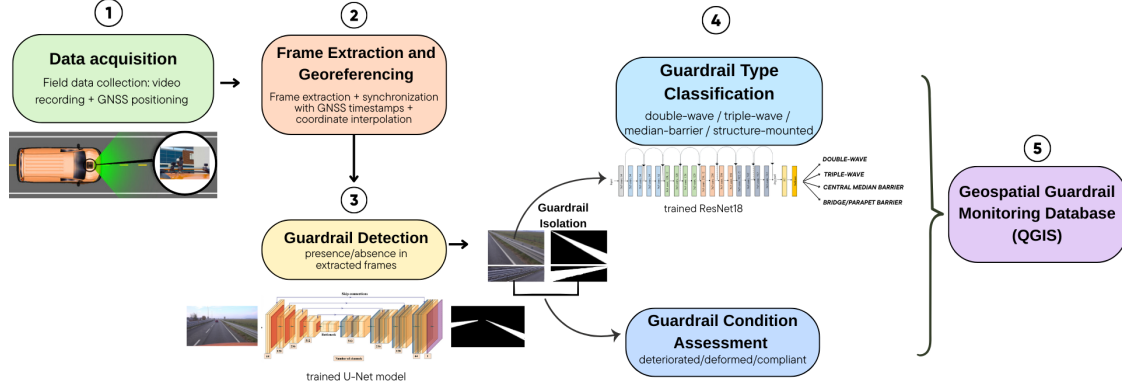 1
Data acquisition
Field data collection: video
recording + GNSS positioning
2
Frame Extraction and
Georeferencing
Frame extraction + synchronization
with GNSS timestamps +
coordinate interpolation
3
Guardrail Detection
presence/absence in
extracted frames
trained U-Net model
Guardrail
Isolation
4
Guardrail Type
Classification
double-wave / triple-wave /
median-barrier / structure-mounted
trained ResNet18
DOUBLE-WAVE
TRIPLE-WAVE
CENTRAL MEDIAN BARRIER
BRIDGE/PARAPET BARRIER
Guardrail Condition
Assessment
deteriorated/deformed/compliant
5
Geospatial Guardrail
Monitoring Database
(QGIS)